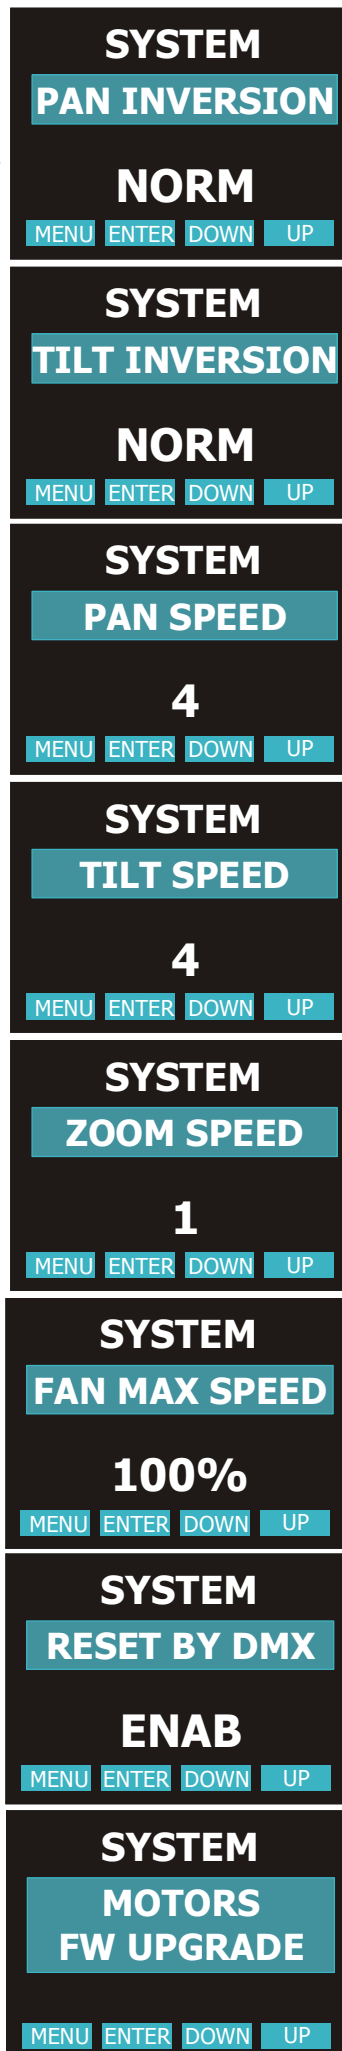 SYSTEM
PAN INVERSION
NORM
MENU ENTER DOWN UP
SYSTEM
TILT INVERSION
NORM
MENU ENTER DOWN UP
SYSTEM
PAN SPEED
4
MENU ENTER DOWN UP
SYSTEM
TILT SPEED
4
MENU ENTER DOWN UP
SYSTEM
ZOOM SPEED
1
MENU ENTER DOWN UP
SYSTEM
FAN MAX SPEED
100%
MENU ENTER DOWN UP
SYSTEM
RESET BY DMX
ENAB
MENU ENTER DOWN UP
SYSTEM
MOTORS
FW UPGRADE
MENU ENTER DOWN UP